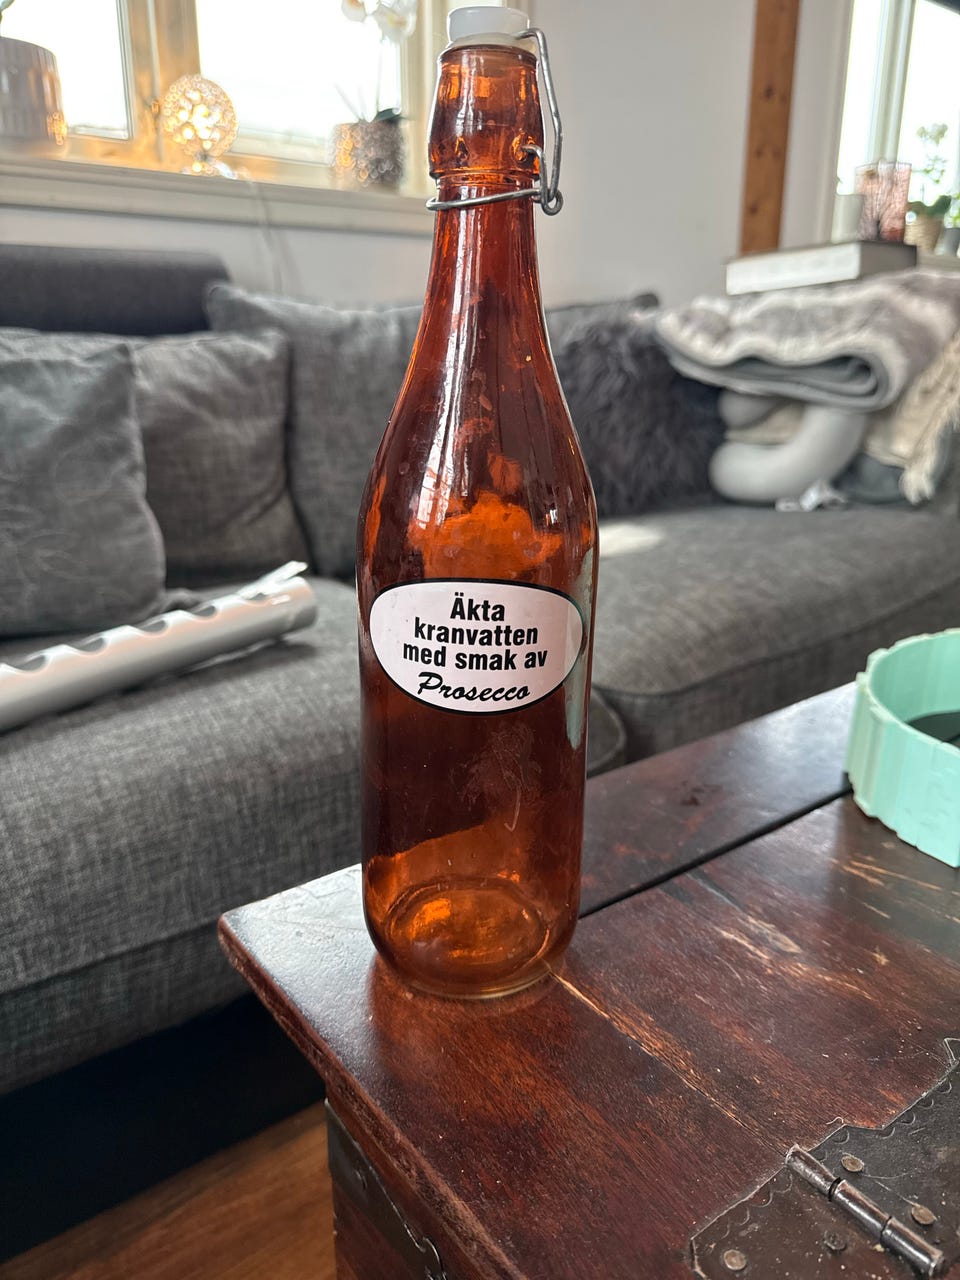 Äkta
kranvatten
med smak av
Prosecco